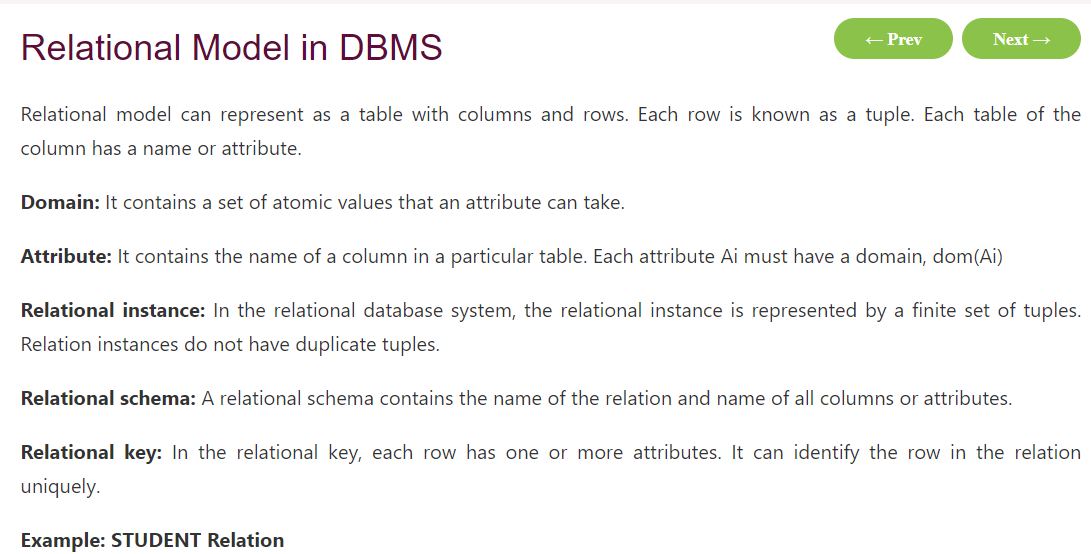 Relational Model in DBMS
← Prev
Next →
Relational model can represent as a table with columns and rows. Each row is known as a tuple. Each table of the
column has a name or attribute.
Domain: It contains a set of atomic values that an attribute can take.
Attribute: It contains the name of a column in a particular table. Each attribute Ai must have a domain, dom(Ai)
Relational instance: In the relational database system, the relational instance is represented by a finite set of tuples.
Relation instances do not have duplicate tuples.
Relational schema: A relational schema contains the name of the relation and name of all columns or attributes.
Relational key: In the relational key, each row has one or more attributes. It can identify the row in the relation
uniquely.
Example: STUDENT Relation